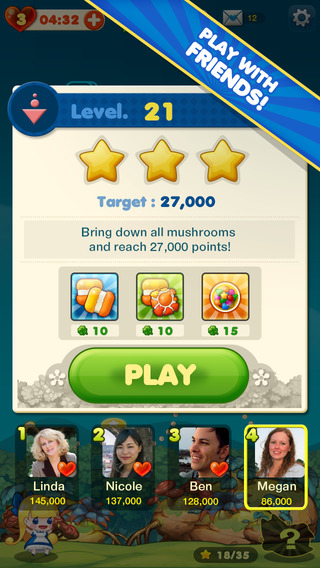 3 04:32 + 12
PLAY WITH
FRIENDS!
Level. 21
Target : 27,000
Bring down all mushrooms
and reach 27,000 points!
10 10 15
PLAY
1 2 3 4
Linda Nicole Ben Megan
145,000 137,000 128,000 86,000
18/35 ?